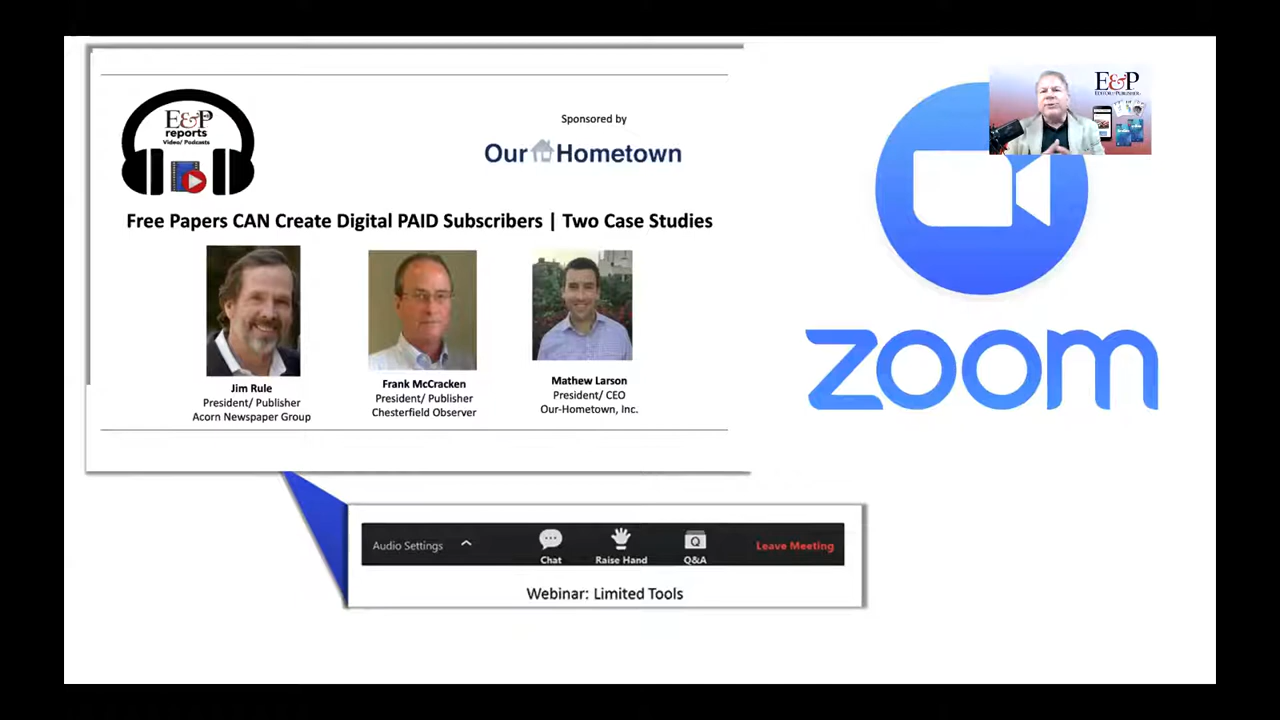 E&P
reports
Video/ Podcasts
Sponsored by
Our Hometown
Free Papers CAN Create Digital PAID Subscribers | Two Case Studies
Jim Rule
President/ Publisher
Acorn Newspaper Group
Frank McCracken
President/ Publisher
Chesterfield Observer
Mathew Larson
President/ CEO
Our-Hometown, Inc.
E&P
EDITOR & PUBLISHER
zoom
Audio Settings
Chat
Raise Hand
Q
Q&A
Leave Meeting
Webinar: Limited Tools